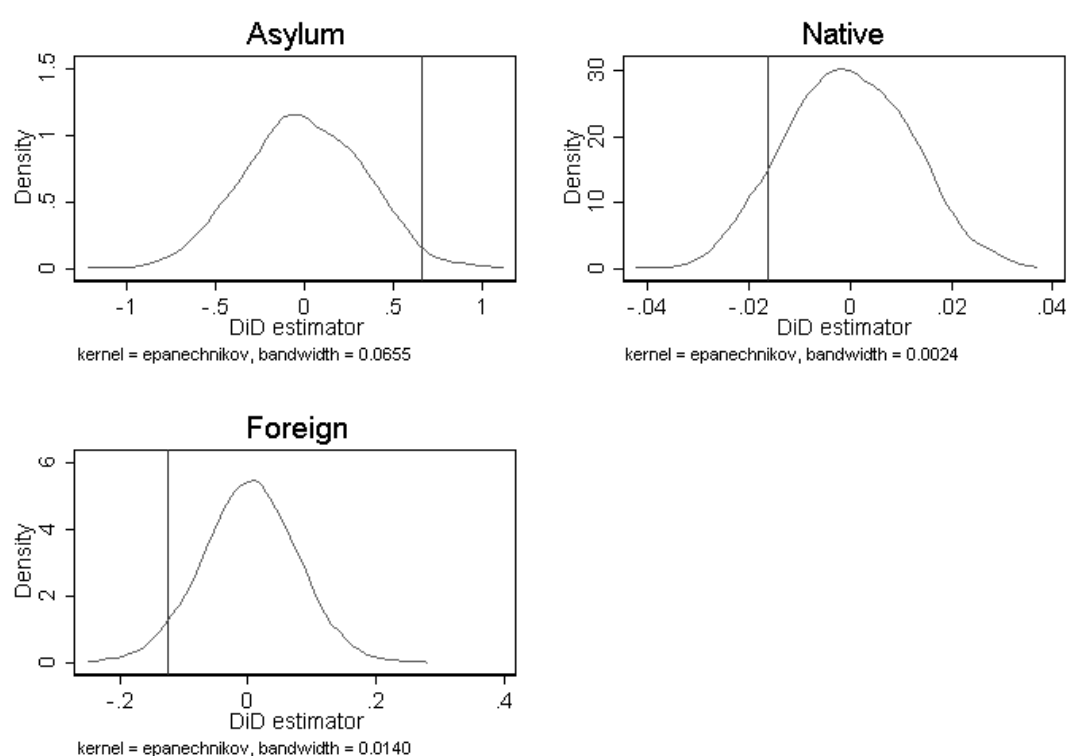 Asylum
Density
0 .5 1 1.5
-1 -.5 0 .5 1
DiD estimator
kernel = epanechnikov, bandwidth = 0.0655
Native
Density
0 10 20 30
-.04 -.02 0 .02 .04
DiD estimator
kernel = epanechnikov, bandwidth = 0.0024
Foreign
Density
0 2 4 6
-.2 0 .2 .4
DiD estimator
kernel = epanechnikov, bandwidth = 0.0140